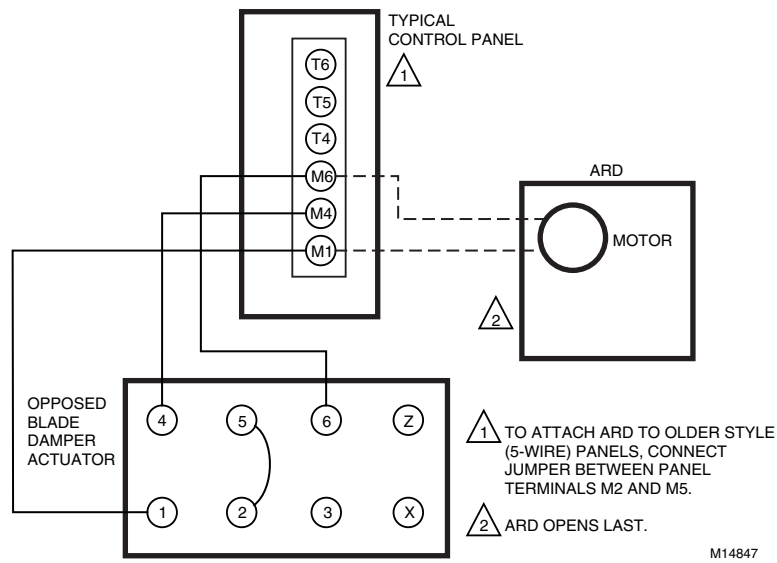 TYPICAL
CONTROL PANEL
1
T6
T5
T4
M6
M4
M1
ARD
MOTOR
2
OPPOSED
BLADE
DAMPER
ACTUATOR
4
5
6
Z
1
2
3
X
1 TO ATTACH ARD TO OLDER STYLE
(5-WIRE) PANELS, CONNECT
JUMPER BETWEEN PANEL
TERMINALS M2 AND M5.
2 ARD OPENS LAST.
M14847